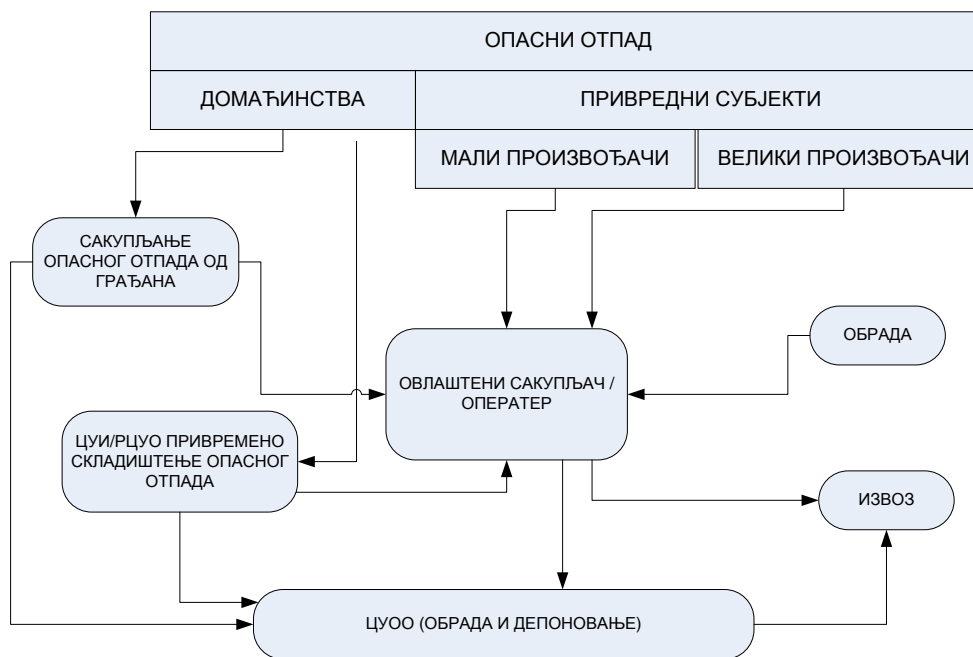 ОПАСНИ ОТПАД
ДОМАЋИНСТВА
ПРИВРЕДНИ СУБЈЕКТИ
МАЛИ ПРОИЗВОЂАЧИ
ВЕЛИКИ ПРОИЗВОЂАЧИ
САКУПЉАЊЕ
ОПАСНОГ ОТПАДА ОД
ГРАЂАНА
ОБРАДА
ОВЛАШТЕНИ САКУПЉАЧ /
ОПЕРАТЕР
ЦУИ/РЦУО ПРИВРЕМЕНО
СКЛАДИШТЕЊЕ ОПАСНОГ
ОТПАДА
ИЗВОЗ
ЦУОО (ОБРАДА И ДЕПОНОВАЊЕ)